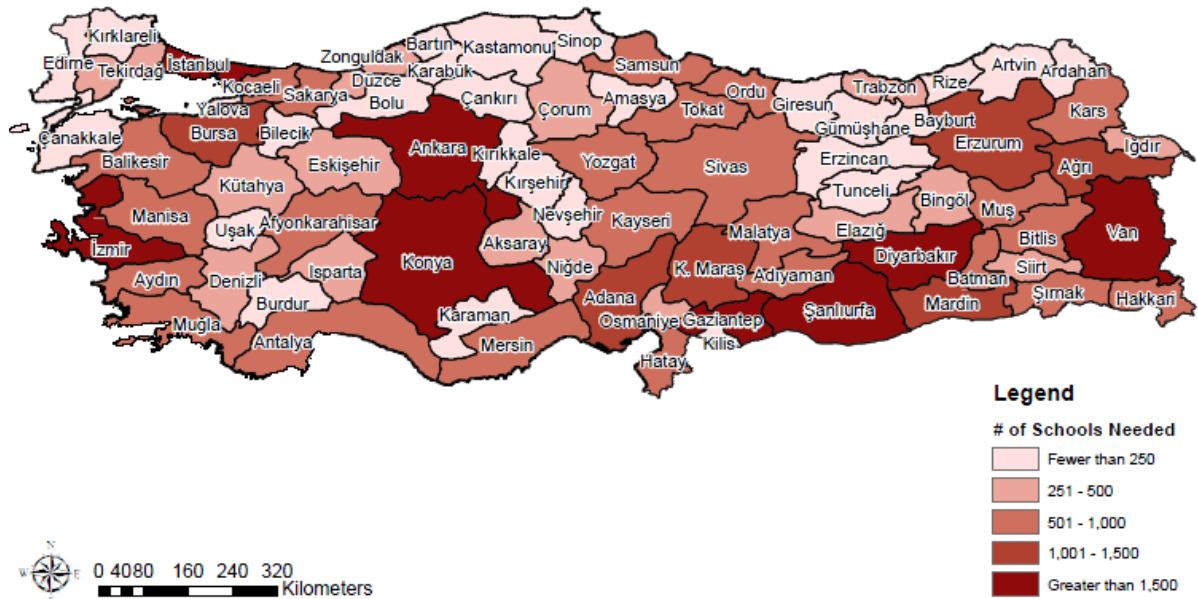 Kırklareli
Edirne
Tekirdağ
İstanbul
Kocaeli
Yalova
Sakarya
Zonguldak
Düzce
Bolu
Bartın
Karabük
Kastamonu
Sinop
Çankırı
Samsun
Çorum
Amasya
Tokat
Ordu
Giresun
Gümüşhane
Trabzon
Rize
Bayburt
Artvin
Ardahan
Kars
Iğdır
Ağrı
Erzurum
Erzincan
Çanakkale
Bursa
Bilecik
Balıkesir
Kütahya
Eskişehir
Ankara
Kırıkkale
Kırşehir
Yozgat
Sivas
Tunceli
Bingöl
Muş
Manisa
Uşak
Afyonkarahisar
Nevşehir
Kayseri
Malatya
Elazığ
Bitlis
Van
İzmir
Konya
Aksaray
Niğde
Diyarbakır
Batman
Siirt
Aydın
Denizli
Isparta
Burdur
K. Maraş
Adıyaman
Şanlıurfa
Mardin
Şırnak
Hakkari
Muğla
Antalya
Karaman
Mersin
Adana
Osmaniye
Gaziantep
Kilis
Hatay
Legend
# of Schools Needed
Fewer than 250
251 - 500
501 - 1,000
1,001 - 1,500
Greater than 1,500
N
W
E
S
0 40 80 160 240 320
Kilometers